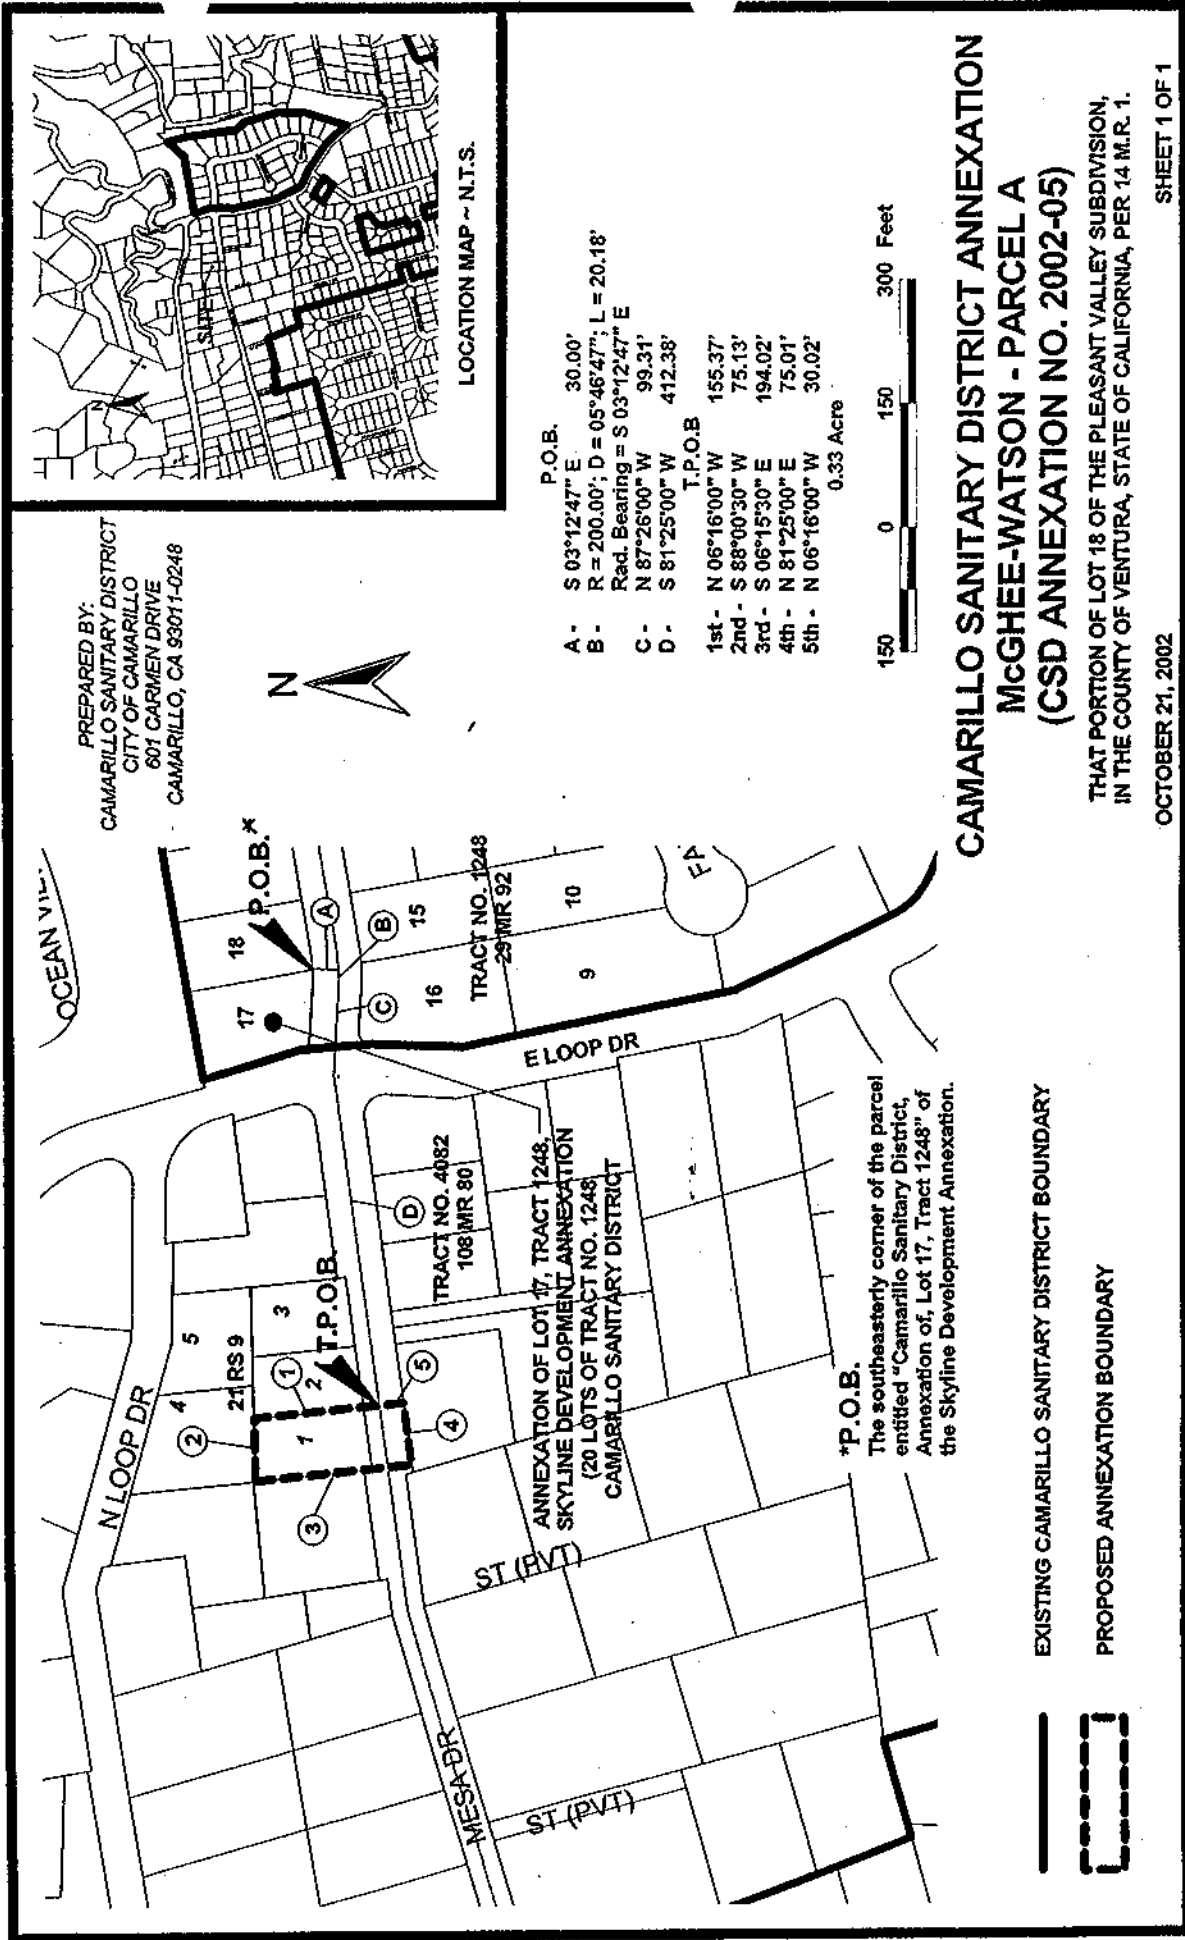 PREPARED BY:
CAMARILLO SANITARY DISTRICT
CITY OF CAMARILLO
601 CARMEN DRIVE
CAMARILLO, CA 93011-0248
N
SITE
N
LOCATION MAP ~ N.T.S.
P.O.B.
A - S 03°12'47" E 30.00'
B - R = 200.00'; D = 05°46'47"; L = 20.18'
Rad. Bearing = S 03°12'47" E
C - N 87°26'00" W 99.31'
D - S 81°25'00" W 412.38'
T.P.O.B
1st - N 06°16'00" W 155.37'
2nd - S 88°00'30" W 75.13'
3rd - S 06°15'30" E 194.02'
4th - N 81°25'00" E 75.01'
5th - N 06°16'00" W 30.02'
0.33 Acre
150 0 150 300 Feet
CAMARILLO SANITARY DISTRICT ANNEXATION
McGHEE-WATSON - PARCEL A
(CSD ANNEXATION NO. 2002-05)
THAT PORTION OF LOT 18 OF THE PLEASANT VALLEY SUBDIVISION,
IN THE COUNTY OF VENTURA, STATE OF CALIFORNIA, PER 14 M.R. 1.
OCTOBER 21, 2002
SHEET 1 OF 1
N LOOP DR
E LOOP DR
MESA DR
ST (PVT)
ST (PVT)
4
5
21 RS 9
3
2
1
1
2
3
4
5
T.P.O.B.
P.O.B.*
17
18
A
B
C
D
15
16
9
10
TRACT NO. 1248
29 MR 92
TRACT NO. 4082
108 MR 80
ANNEXATION OF LOT 17, TRACT 1248,
SKYLINE DEVELOPMENT ANNEXATION
(20 LOTS OF TRACT NO. 1248)
CAMARILLO SANITARY DISTRICT
*P.O.B.
The southeasterly corner of the parcel
entitled "Camarillo Sanitary District,
Annexation of, Lot 17, Tract 1248" of
the Skyline Development Annexation.
EXISTING CAMARILLO SANITARY DISTRICT BOUNDARY
PROPOSED ANNEXATION BOUNDARY